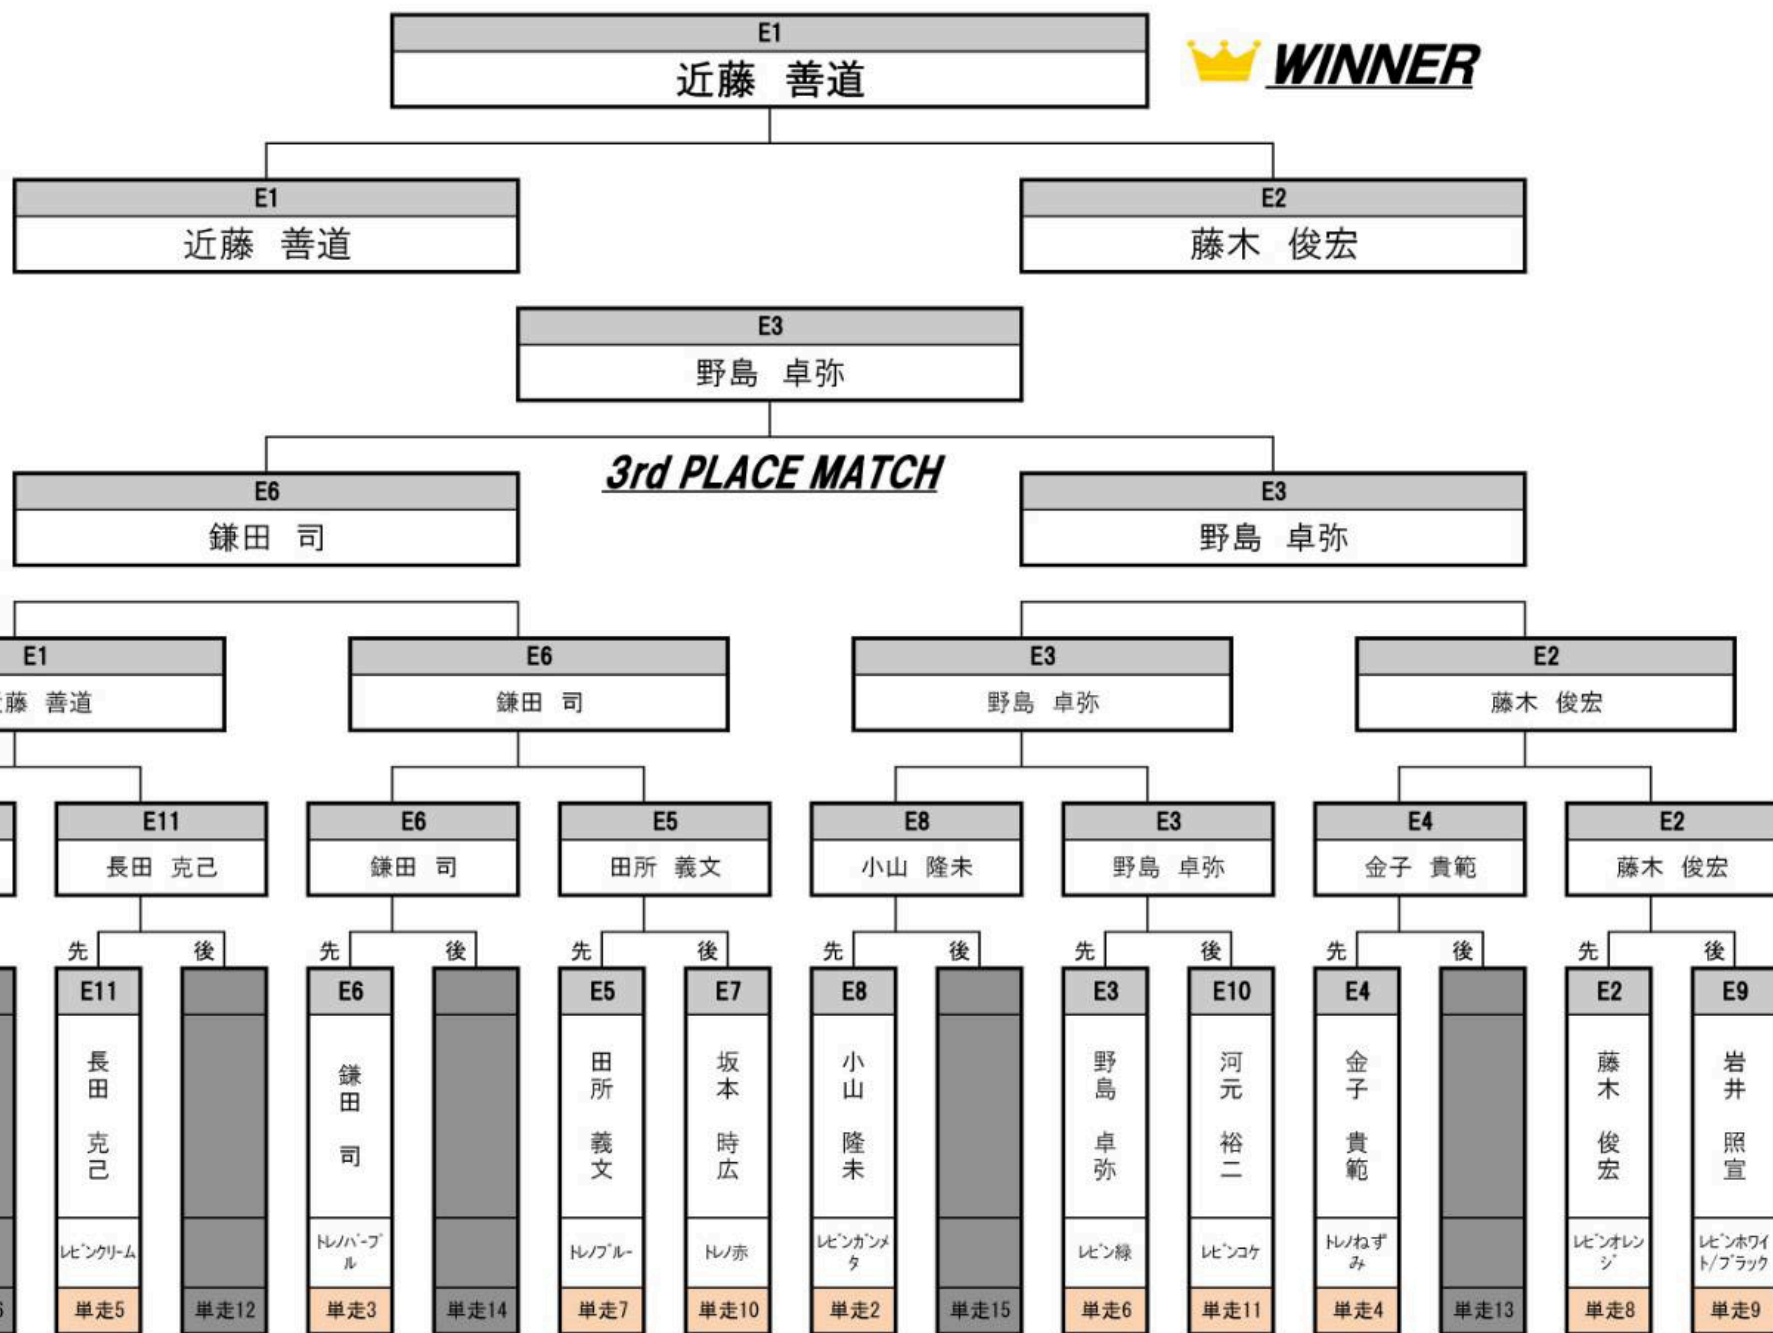 E1
近藤 善道
WINNER
E1
近藤 善道
E2
藤木 俊宏
E3
野島 卓弥
3rd PLACE MATCH
E6
鎌田 司
E3
野島 卓弥
E1
藤 善道
E6
鎌田 司
E3
野島 卓弥
E2
藤木 俊宏
E11
長田 克己
E6
鎌田 司
E5
田所 義文
E8
小山 隆未
E3
野島 卓弥
E4
金子 貴範
E2
藤木 俊宏
先 後 先 後 先 後 先 後 先 後 先 後 先 後
E11
長田 克己
レビンクリーム
単走5
単走12
E6
鎌田 司
トレノパープ
ル
単走3
単走14
E5
田所 義文
トレノブルー
単走7
E7
坂本 時広
トレノ赤
単走10
E8
小山 隆未
レビンガンメ
タ
単走2
単走15
E3
野島 卓弥
レビン緑
単走6
E10
河元 裕二
レビンコケ
単走11
E4
金子 貴範
トレノねず
み
単走4
単走13
E2
藤木 俊宏
レビンオレン
ジ
単走8
E9
岩井 照宣
レビンホワイ
ト/ブラック
単走9